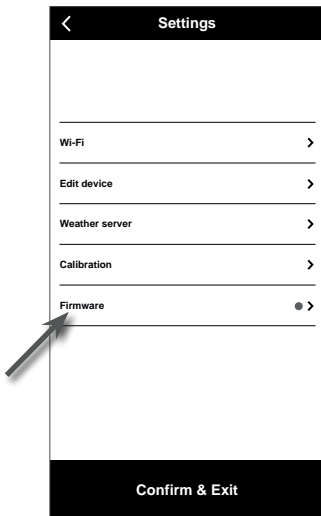 Settings
Wi-Fi
Edit device
Weather server
Calibration
Firmware
Confirm & Exit